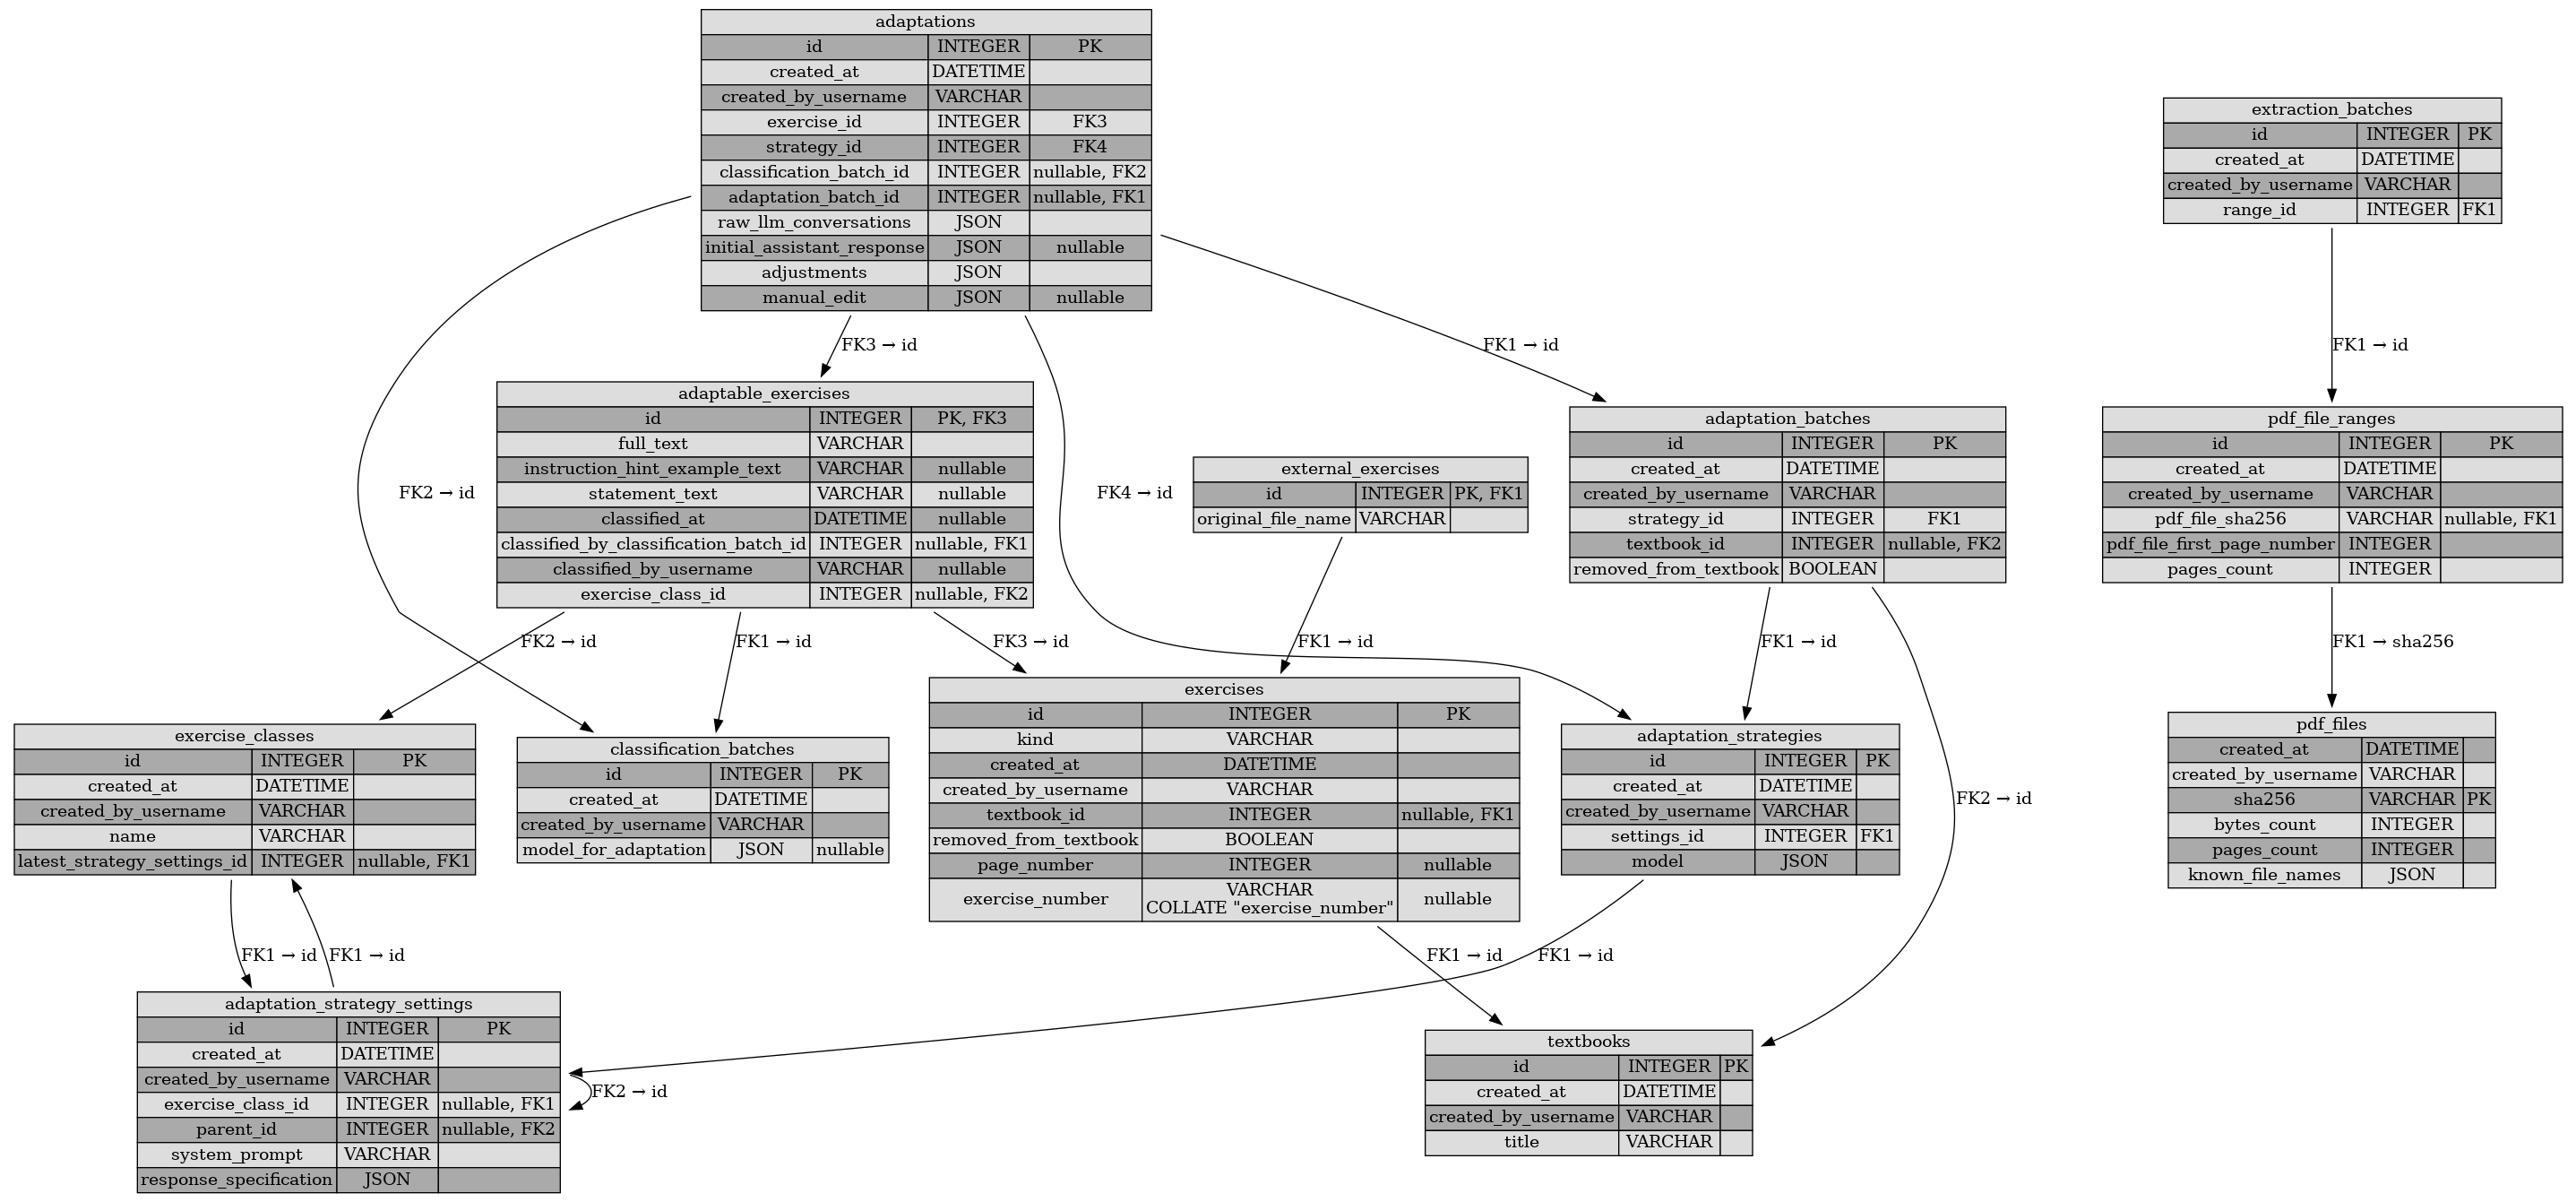 adaptations
id INTEGER PK
created_at DATETIME
created_by_username VARCHAR
exercise_id INTEGER FK3
strategy_id INTEGER FK4
classification_batch_id INTEGER nullable, FK2
adaptation_batch_id INTEGER nullable, FK1
raw_llm_conversations JSON
initial_assistant_response JSON nullable
adjustments JSON
manual_edit JSON nullable
extraction_batches
id INTEGER PK
created_at DATETIME
created_by_username VARCHAR
range_id INTEGER FK1
FK3 → id
FK1 → id
FK1 → id
FK2 → id
FK4 → id
adaptable_exercises
id INTEGER PK, FK3
full_text VARCHAR
instruction_hint_example_text VARCHAR nullable
statement_text VARCHAR nullable
classified_at DATETIME nullable
classified_by_classification_batch_id INTEGER nullable, FK1
classified_by_username VARCHAR nullable
exercise_class_id INTEGER nullable, FK2
external_exercises
id INTEGER PK, FK1
original_file_name VARCHAR
adaptation_batches
id INTEGER PK
created_at DATETIME
created_by_username VARCHAR
strategy_id INTEGER FK1
textbook_id INTEGER nullable, FK2
removed_from_textbook BOOLEAN
pdf_file_ranges
id INTEGER PK
created_at DATETIME
created_by_username VARCHAR
pdf_file_sha256 VARCHAR nullable, FK1
pdf_file_first_page_number INTEGER
pages_count INTEGER
FK2 → id
FK1 → id
FK3 → id
FK1 → id
FK1 → id
FK1 → sha256
FK2 → id
exercise_classes
id INTEGER PK
created_at DATETIME
created_by_username VARCHAR
name VARCHAR
latest_strategy_settings_id INTEGER nullable, FK1
classification_batches
id INTEGER PK
created_at DATETIME
created_by_username VARCHAR
model_for_adaptation JSON nullable
exercises
id INTEGER PK
kind VARCHAR
created_at DATETIME
created_by_username VARCHAR
textbook_id INTEGER nullable, FK1
removed_from_textbook BOOLEAN
page_number INTEGER nullable
exercise_number VARCHAR COLLATE "exercise_number" nullable
adaptation_strategies
id INTEGER PK
created_at DATETIME
created_by_username VARCHAR
settings_id INTEGER FK1
model JSON
pdf_files
created_at DATETIME
created_by_username VARCHAR
sha256 VARCHAR PK
bytes_count INTEGER
pages_count INTEGER
known_file_names JSON
FK1 → id
FK1 → id
FK1 → id
FK1 → id
adaptation_strategy_settings
id INTEGER PK
created_at DATETIME
created_by_username VARCHAR
exercise_class_id INTEGER nullable, FK1
parent_id INTEGER nullable, FK2
system_prompt VARCHAR
response_specification JSON
FK2 → id
textbooks
id INTEGER PK
created_at DATETIME
created_by_username VARCHAR
title VARCHAR